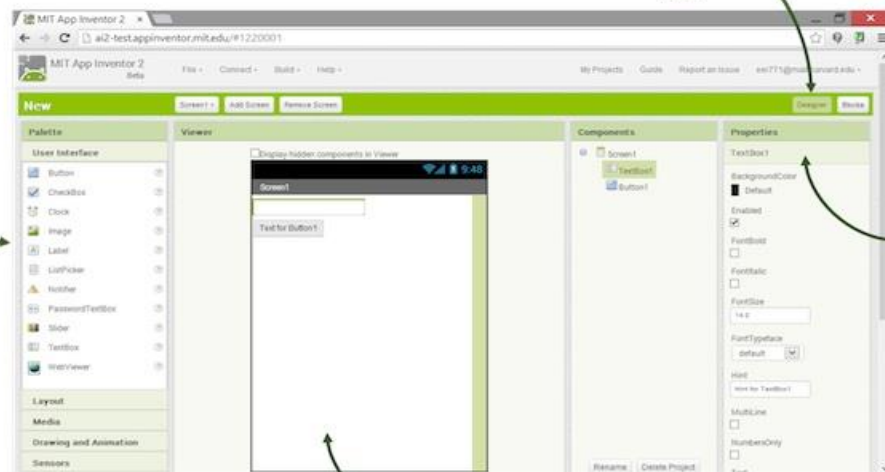 MIT App Inventor 2
ai2-test.appinventor.mit.edu/#1220001
MIT App Inventor 2
Beta
File
Connect
Build
Help
My Projects
Guide
Report an Issue
New
Screen1
Add Screen
Remove Screen
Designer
Blocks
Palette
User Interface
Button
CheckBox
Clock
Image
Label
ListPicker
Notifier
PasswordTextBox
Slider
TextBox
WebViewer
Layout
Media
Drawing and Animation
Sensors
Viewer
Display hidden components in Viewer
9:48
Screen1
Text for Button1
Components
Screen1
TextBox1
Button1
Rename
Delete Project
Properties
TextBox1
BackgroundColor
Default
Enabled
FontBold
FontItalic
FontSize
14.0
FontTypeface
default
Hint
Hint for TextBox1
MultiLine
NumbersOnly